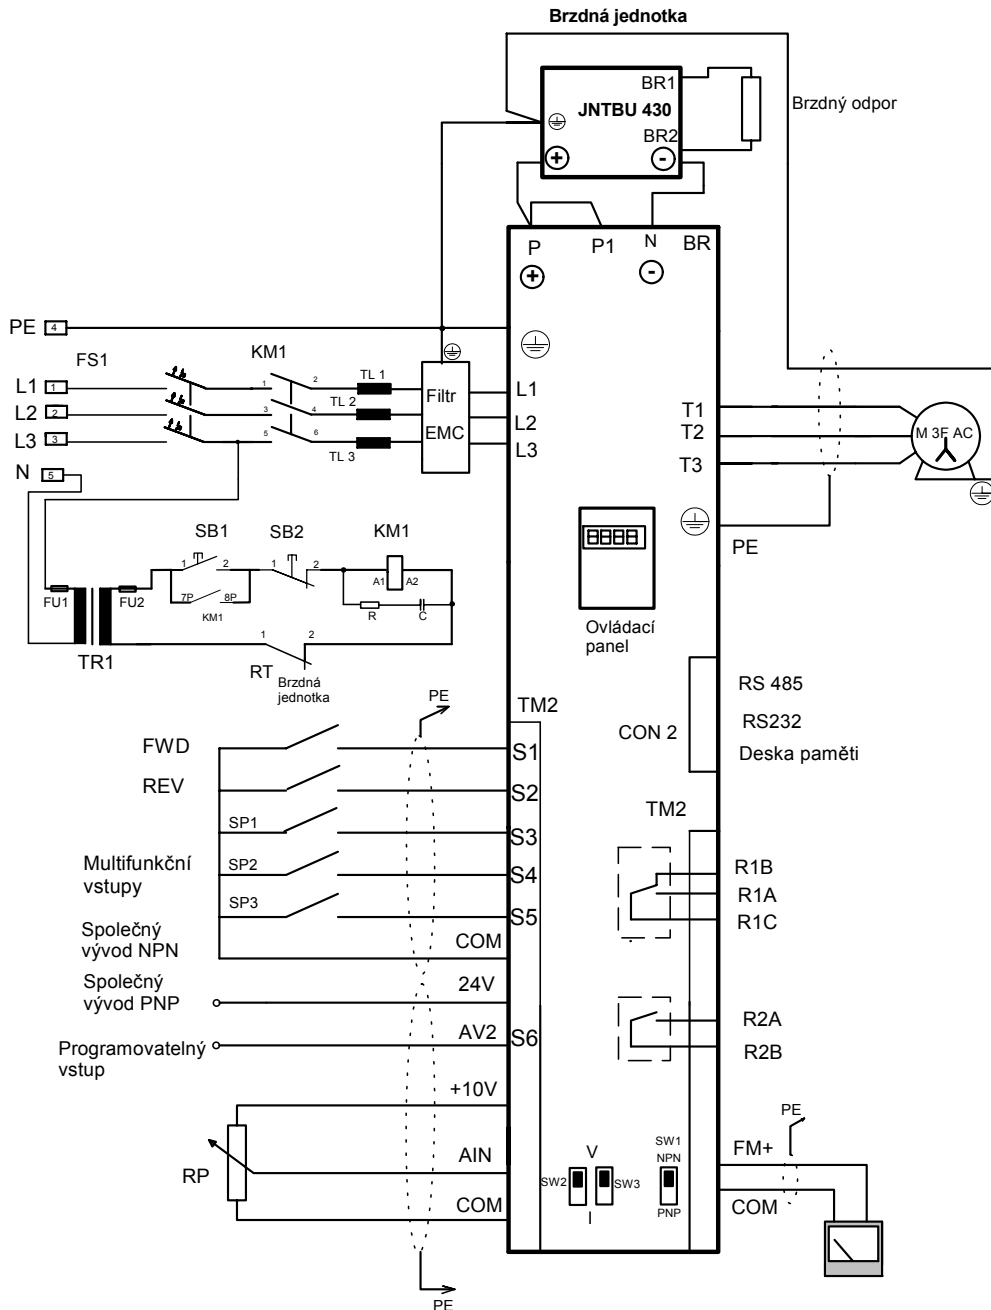 Brzdná jednotka
BR1
JNTBU 430
BR2
Brzdný odpor
P
P1
N
BR
PE
4
FS1
KM1
L1
1
L2
2
L3
3
N
5
1
2
3
4
5
6
TL 1
TL 2
TL 3
Filtr
EMC
L1
L2
L3
T1
T2
T3
M 3F AC
PE
SB1
SB2
KM1
1
2
1
2
A1
A2
7P
8P
KM1
R
C
FU1
FU2
TR1
1
2
RT
Brzdná
jednotka
8888
Ovládací
panel
RS 485
RS232
CON 2
Deska paměti
PE
TM2
FWD
S1
REV
S2
SP1
S3
SP2
S4
Multifunkční
vstupy
SP3
S5
Společný
vývod NPN
COM
Společný
vývod PNP
24V
AV2
S6
Programovatelný
vstup
+10V
AIN
RP
COM
PE
TM2
R1B
R1A
R1C
R2A
R2B
V
SW2
SW3
I
SW1
NPN
PNP
PE
FM+
COM